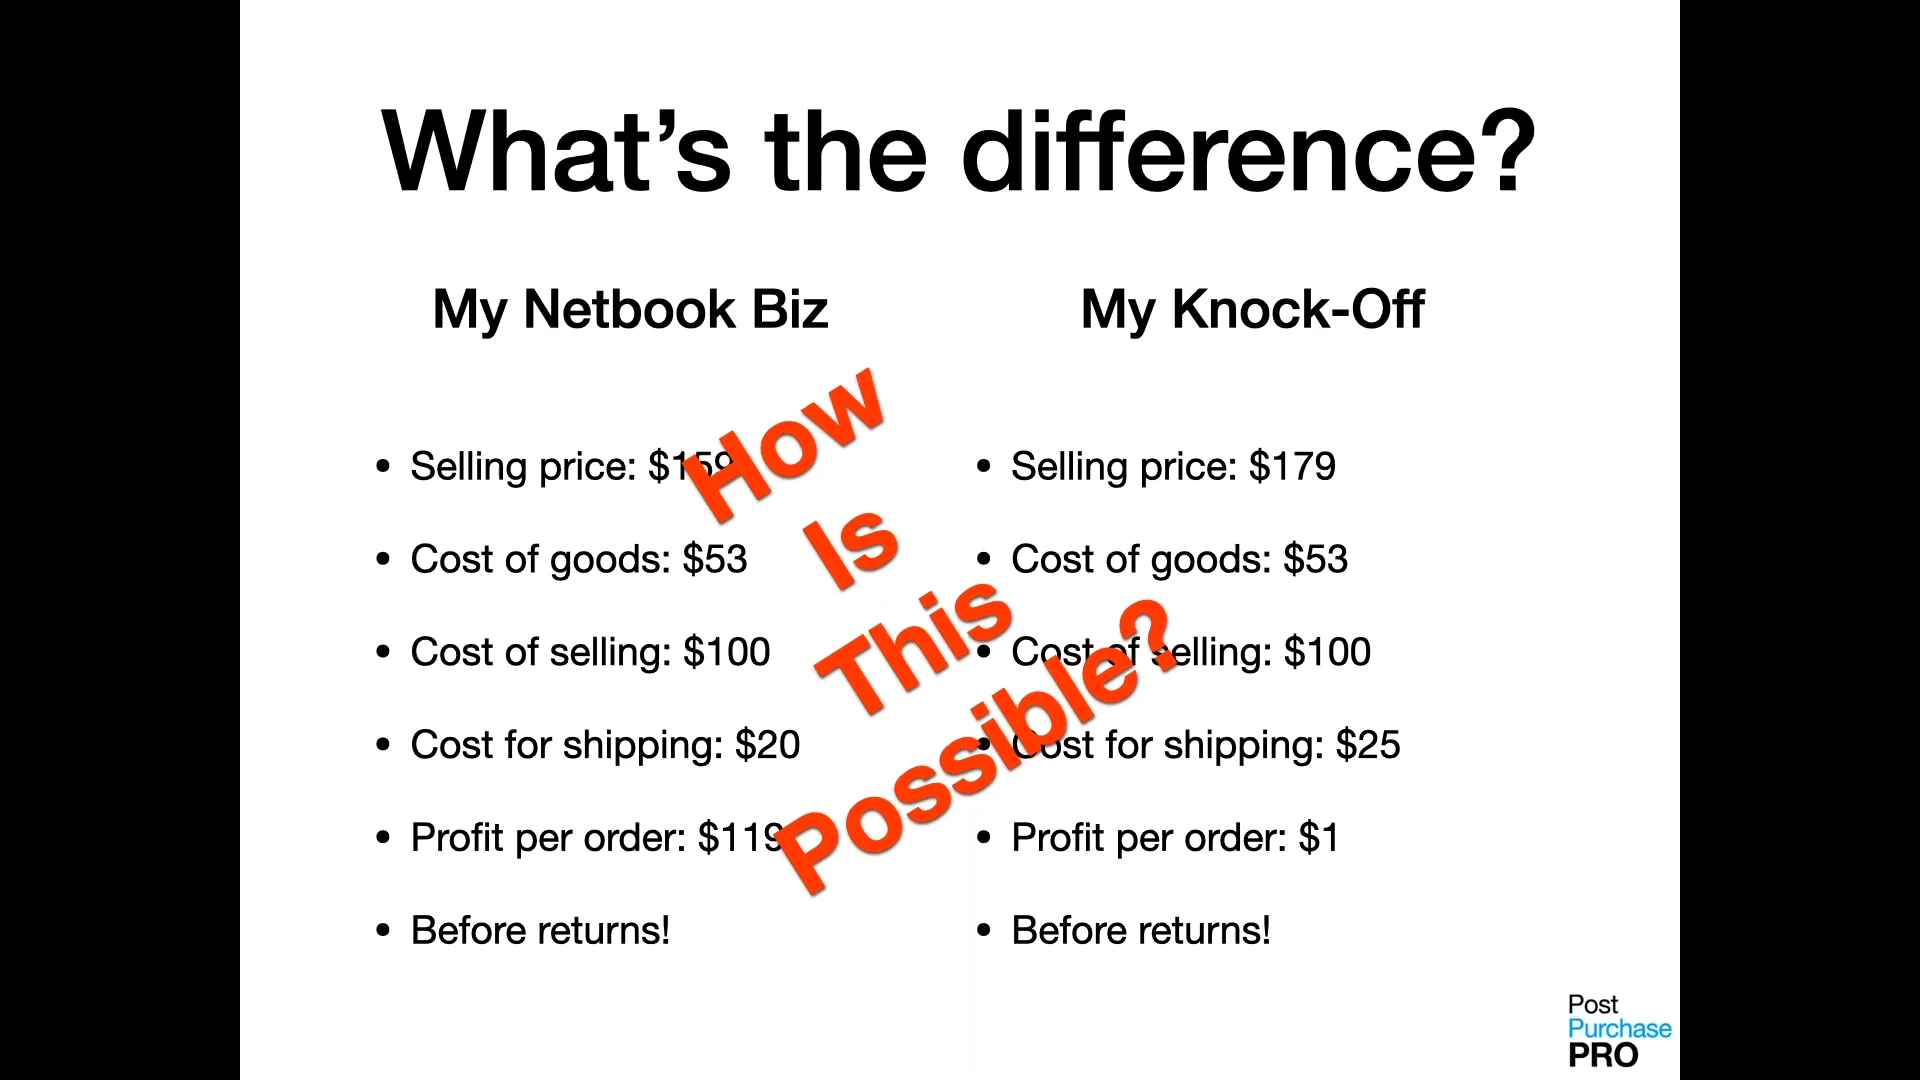 What’s the difference?
My Netbook Biz
My Knock-Off
• Selling price: $159
• Cost of goods: $53
• Cost of selling: $100
• Cost for shipping: $20
• Profit per order: $119
• Before returns!
• Selling price: $179
• Cost of goods: $53
• Cost of selling: $100
• Cost for shipping: $25
• Profit per order: $1
• Before returns!
How
Is
This
Possible?
Post
Purchase
PRO